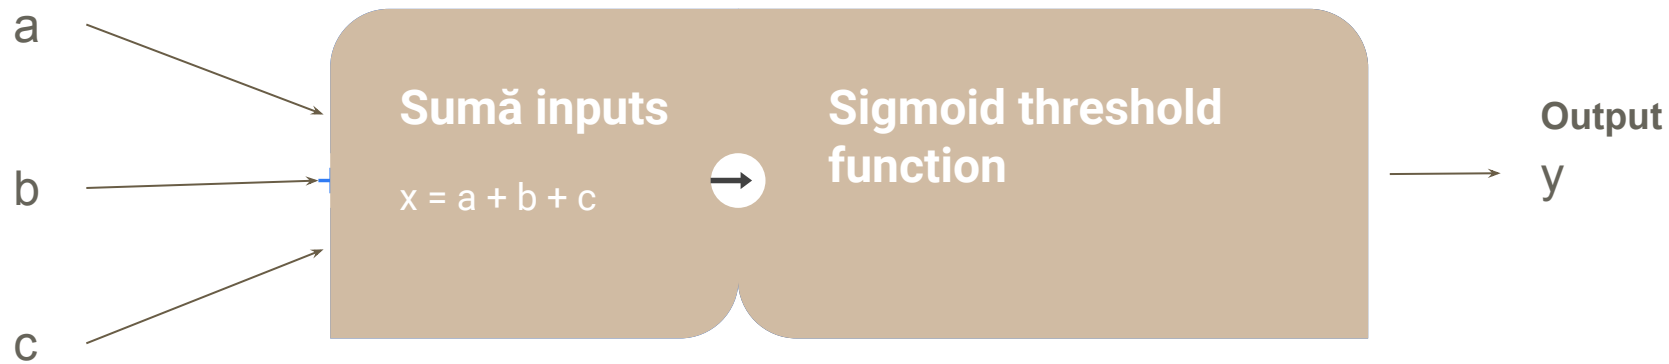 a
b
c
Sumă inputs
x = a + b + c
Sigmoid threshold
function
Output
y